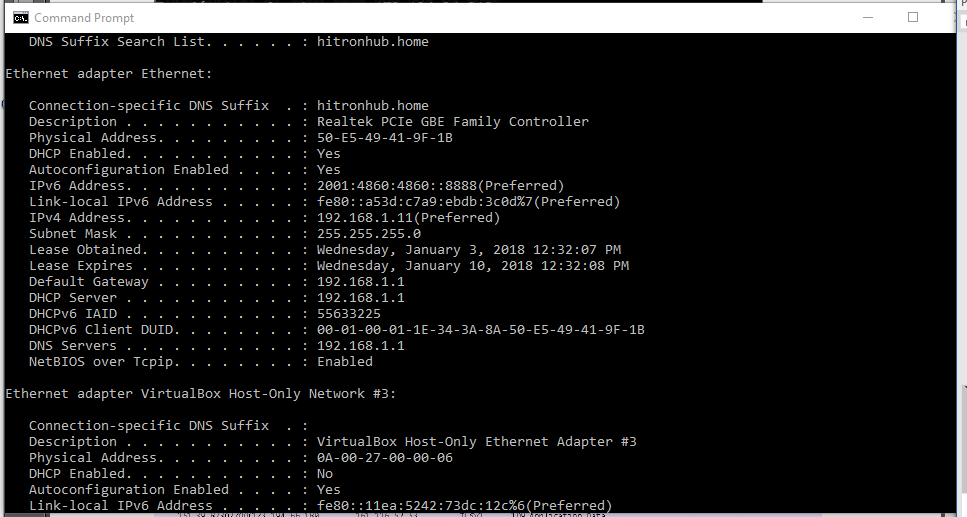 Command Prompt
DNS Suffix Search List. . . . . . : hitronhub.home
Ethernet adapter Ethernet:
Connection-specific DNS Suffix  . : hitronhub.home
Description . . . . . . . . . . . : Realtek PCIe GBE Family Controller
Physical Address. . . . . . . . . : 50-E5-49-41-9F-1B
DHCP Enabled. . . . . . . . . . . : Yes
Autoconfiguration Enabled . . . . : Yes
IPv6 Address. . . . . . . . . . . : 2001:4860:4860::8888(Preferred)
Link-local IPv6 Address . . . . . : fe80::a53d:c7a9:ebdb:3c0d%7(Preferred)
IPv4 Address. . . . . . . . . . . : 192.168.1.11(Preferred)
Subnet Mask . . . . . . . . . . . : 255.255.255.0
Lease Obtained. . . . . . . . . . : Wednesday, January 3, 2018 12:32:07 PM
Lease Expires . . . . . . . . . . : Wednesday, January 10, 2018 12:32:08 PM
Default Gateway . . . . . . . . . : 192.168.1.1
DHCP Server . . . . . . . . . . . : 192.168.1.1
DHCPv6 IAID . . . . . . . . . . . : 55633225
DHCPv6 Client DUID. . . . . . . . : 00-01-00-01-1E-34-3A-8A-50-E5-49-41-9F-1B
DNS Servers . . . . . . . . . . . : 192.168.1.1
NetBIOS over Tcpip. . . . . . . . : Enabled
Ethernet adapter VirtualBox Host-Only Network #3:
Connection-specific DNS Suffix  . :
Description . . . . . . . . . . . : VirtualBox Host-Only Ethernet Adapter #3
Physical Address. . . . . . . . . : 0A-00-27-00-00-06
DHCP Enabled. . . . . . . . . . . : No
Autoconfiguration Enabled . . . . : Yes
Link-local IPv6 Address . . . . . : fe80::11ea:5242:73dc:12c%6(Preferred)